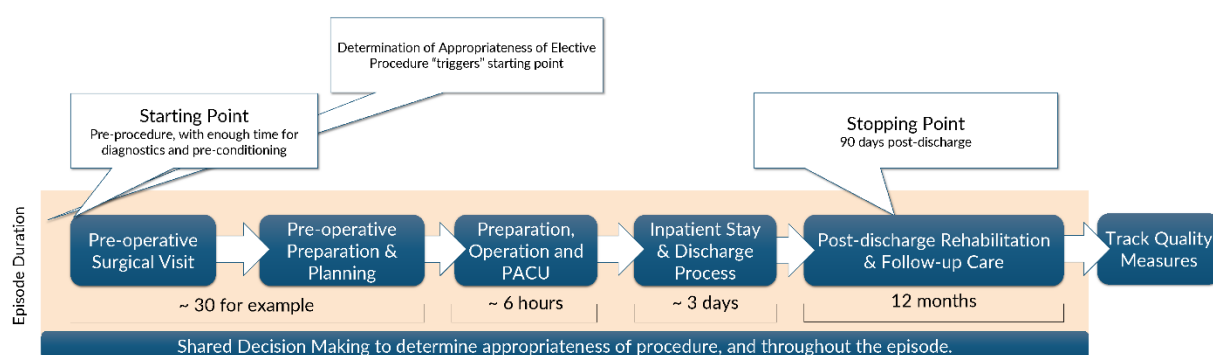 Determination of Appropriateness of Elective
Procedure “triggers” starting point
Starting Point
Pre-procedure, with enough time for
diagnostics and pre-conditioning
Stopping Point
90 days post-discharge
Episode Duration
Pre-operative
Surgical Visit
Pre-operative
Preparation &
Planning
Preparation,
Operation and
PACU
Inpatient Stay
& Discharge
Process
Post-discharge Rehabilitation
& Follow-up Care
Track Quality
Measures
~ 30 for example
~ 6 hours
~ 3 days
12 months
Shared Decision Making to determine appropriateness of procedure, and throughout the episode.